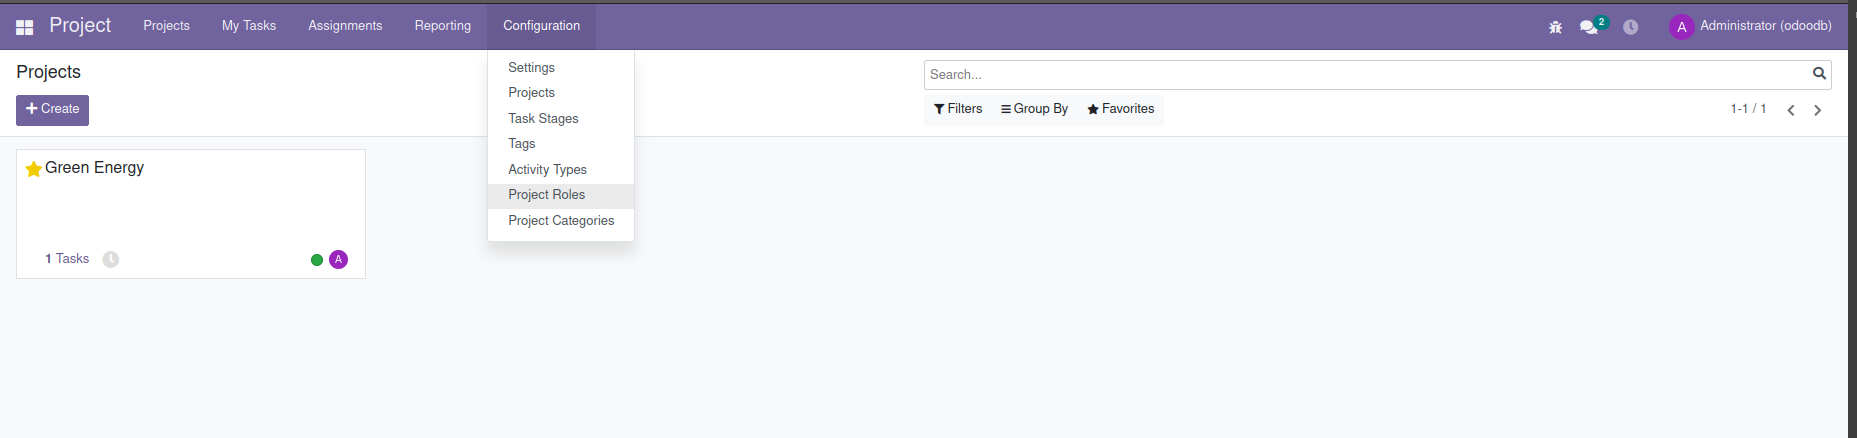 Project Projects My Tasks Assignments Reporting Configuration 2 A Administrator (odoodb)
Projects
Create
Search...
Filters Group By Favorites 1-1 / 1
Settings
Projects
Task Stages
Tags
Activity Types
Project Roles
Project Categories
Green Energy
1 Tasks A